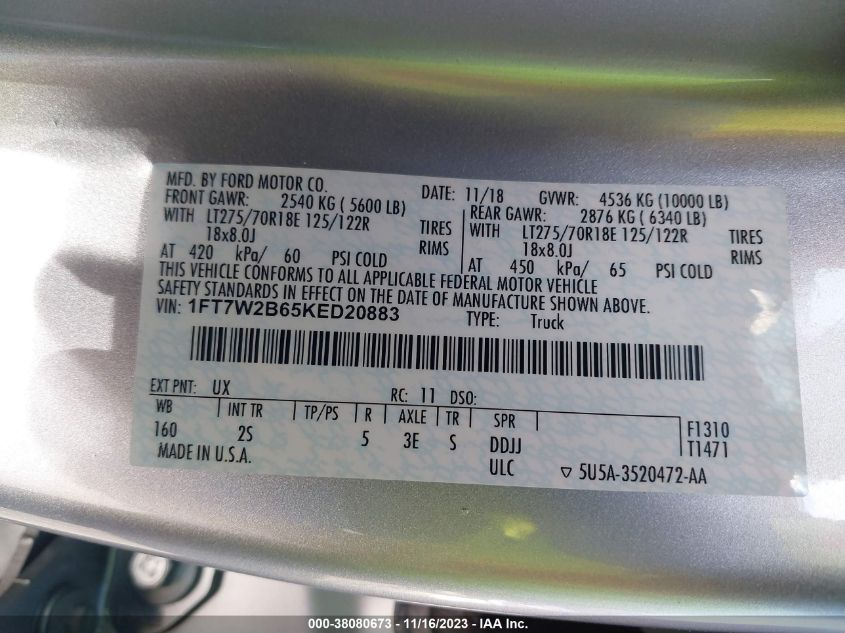 MFD. BY FORD MOTOR CO. DATE: 11/18 GVWR: 4536 KG (10000 LB)
FRONT GAWR: 2540 KG ( 5600 LB) REAR GAWR: 2876 KG ( 6340 LB)
WITH LT275/70R18E 125/122R TIRES WITH LT275/70R18E 125/122R TIRES
18x8.0J RIMS 18x8.0J RIMS
AT 420 kPa/ 60 PSI COLD AT 450 kPa/ 65 PSI COLD
THIS VEHICLE CONFORMS TO ALL APPLICABLE FEDERAL MOTOR VEHICLE
SAFETY STANDARDS IN EFFECT ON THE DATE OF MANUFACTURE SHOWN ABOVE.
VIN: 1FT7W2B65KED20883 TYPE: Truck
EXT PNT: UX RC: 11 DSO:
WB INT TR TP/PS R AXLE TR SPR F1310
160 2S 5 3E S DDJJ T1471
MADE IN U.S.A. ULC ▽ 5U5A-3520472-AA
000-38080673 - 11/16/2023 - IAA Inc.